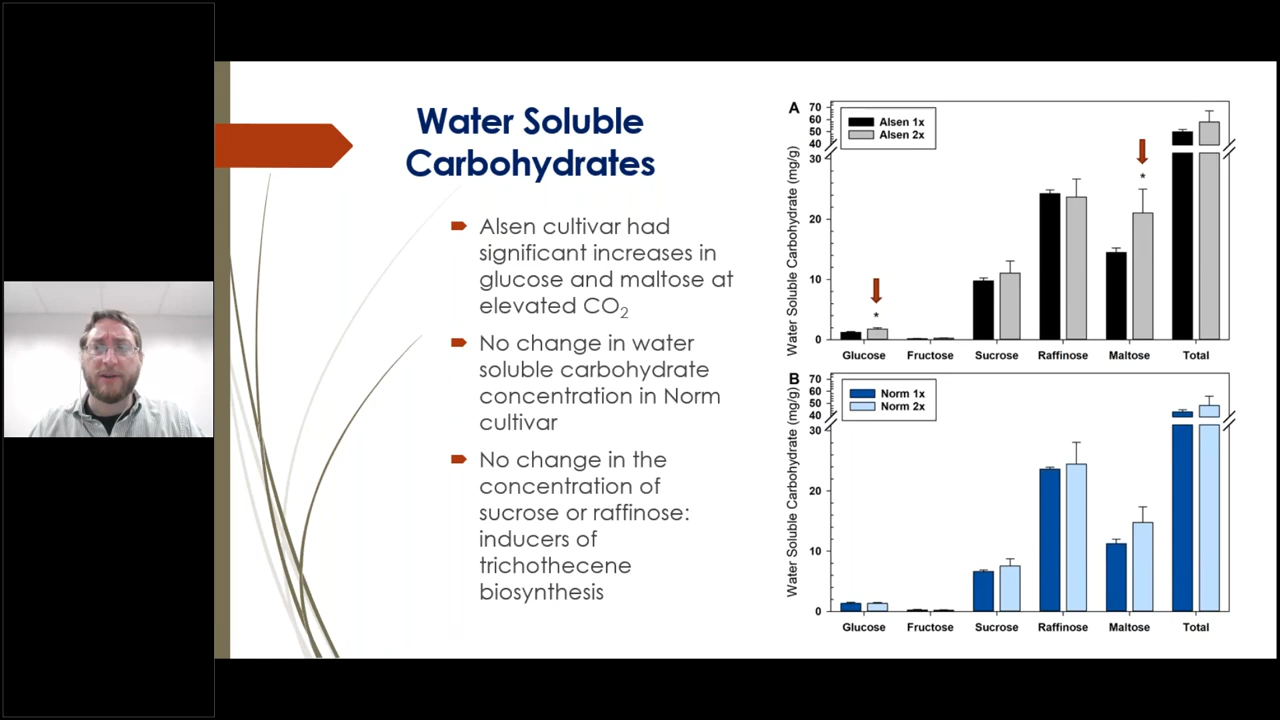 Water Soluble
Carbohydrates
Alsen cultivar had
significant increases in
glucose and maltose at
elevated CO₂
No change in water
soluble carbohydrate
concentration in Norm
cultivar
No change in the
concentration of
sucrose or raffinose:
inducers of
trichothecene
biosynthesis
A
Water Soluble Carbohydrate (mg/g)
70
60
50
40
30
20
10
0
Alsen 1x
Alsen 2x
*
*
Glucose Fructose Sucrose Raffinose Maltose Total
B
Water Soluble Carbohydrate (mg/g)
70
60
50
40
30
20
10
0
Norm 1x
Norm 2x
Glucose Fructose Sucrose Raffinose Maltose Total